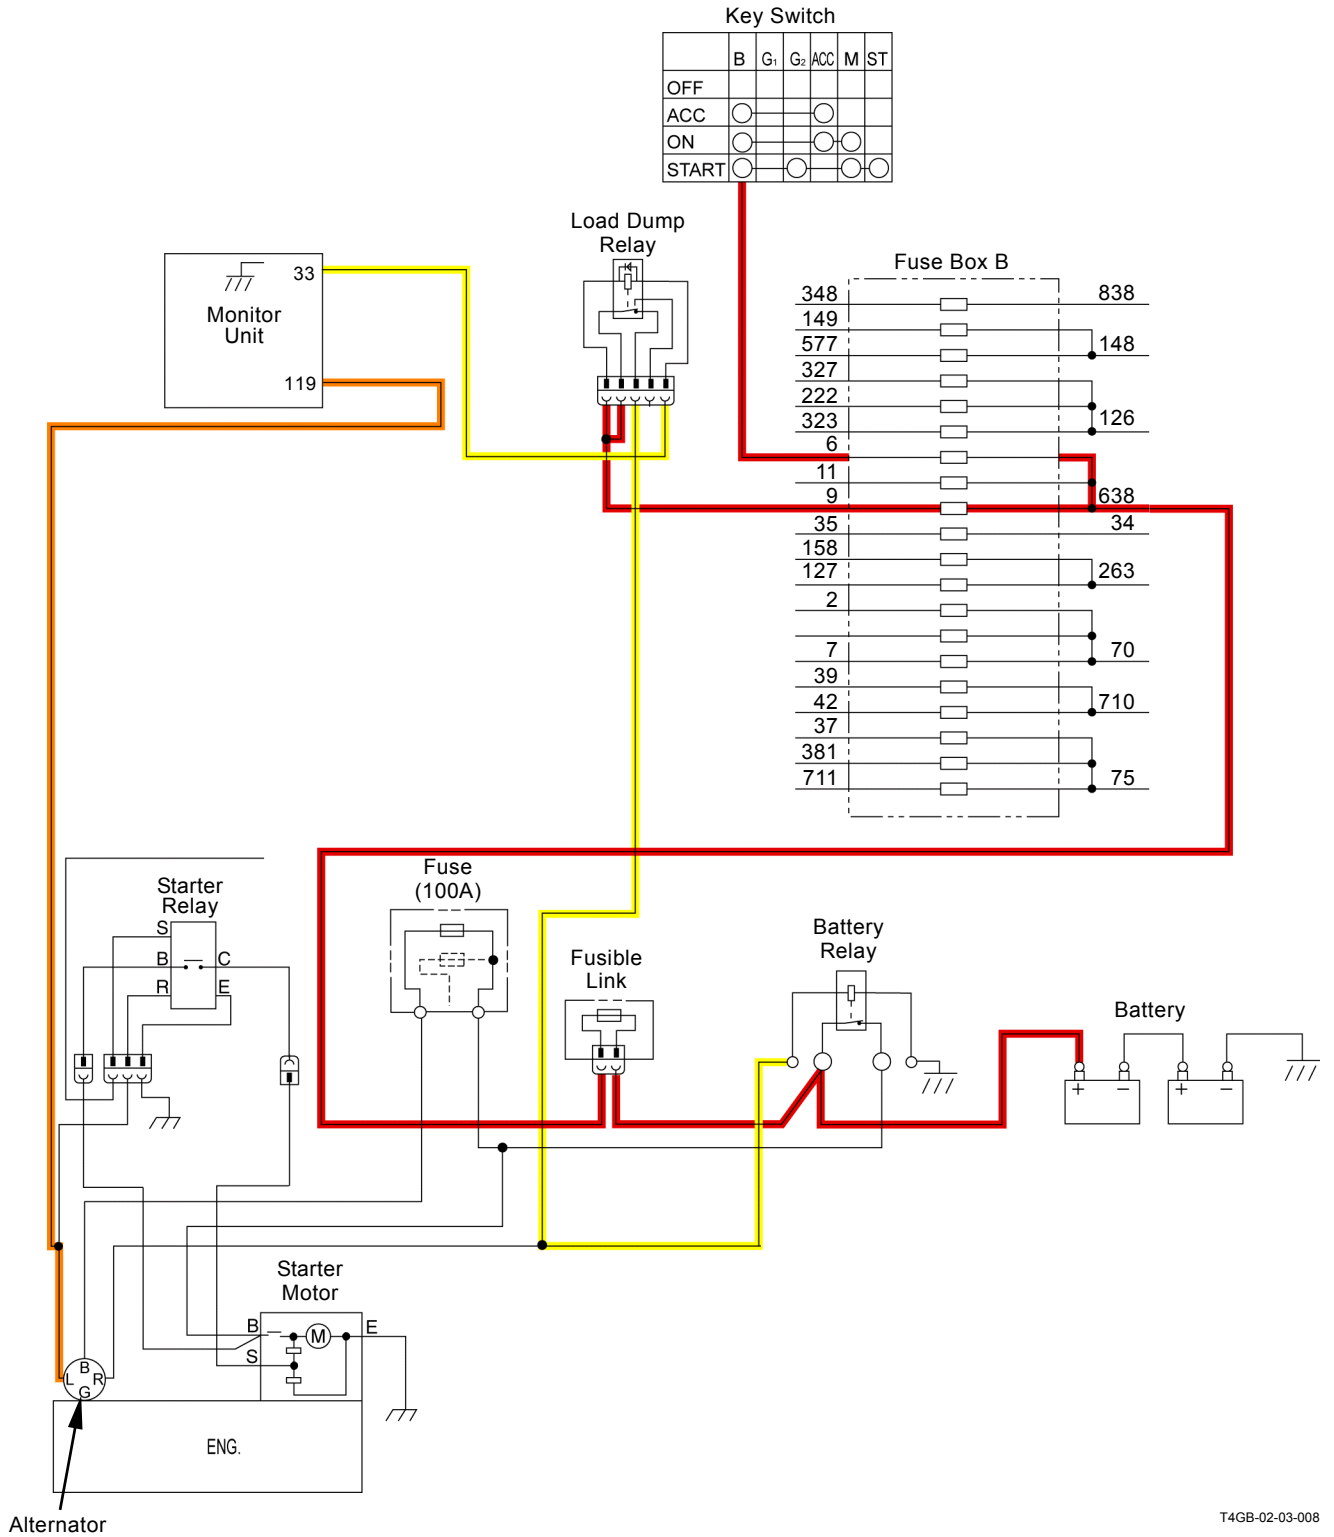 Key Switch
B G₁ G₂ ACC M ST
OFF
ACC
ON
START
Load Dump
Relay
33
Monitor
Unit
119
Fuse Box B
348 838
149
577 148
327
222
323 126
6
11
9 638
35 34
158
127 263
2
7 70
39
42 710
37
381
711 75
Starter
Relay
S
B C
R E
Fuse
(100A)
Fusible
Link
Battery
Relay
Battery
+ − + −
Starter
Motor
B M E
S
B
L R
G
ENG.
Alternator
T4GB-02-03-008